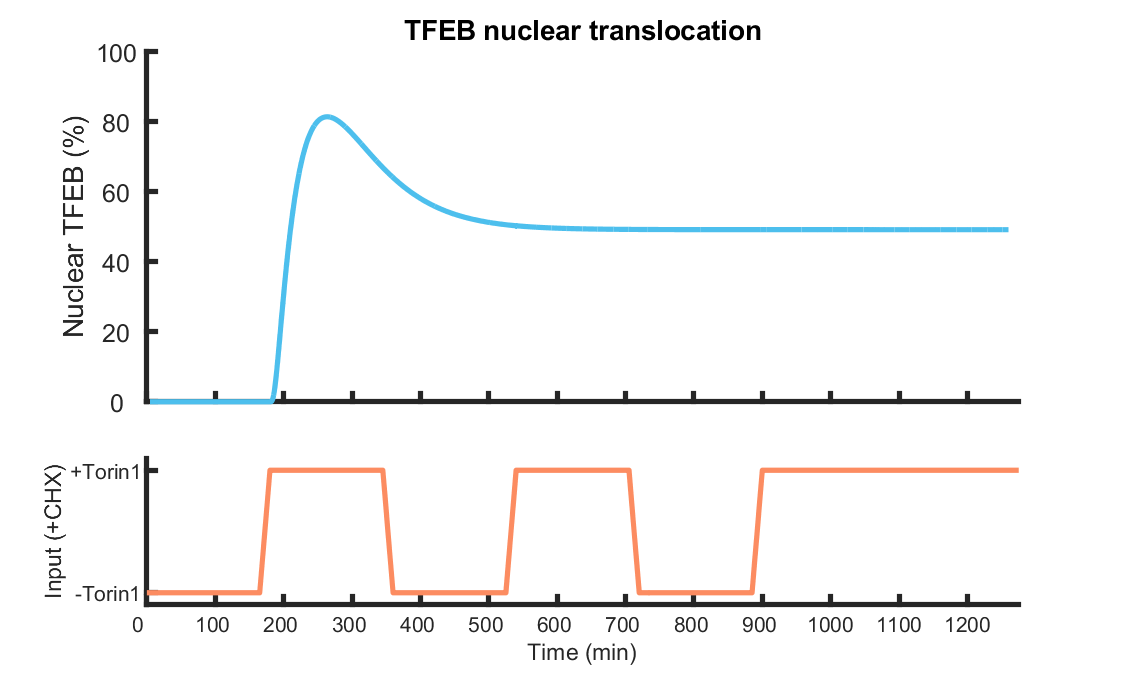 TFEB nuclear translocation
Nuclear TFEB (%)
100
80
60
40
20
0
Input (+CHX)
+Torin1
-Torin1
0 100 200 300 400 500 600 700 800 900 1000 1100 1200
Time (min)